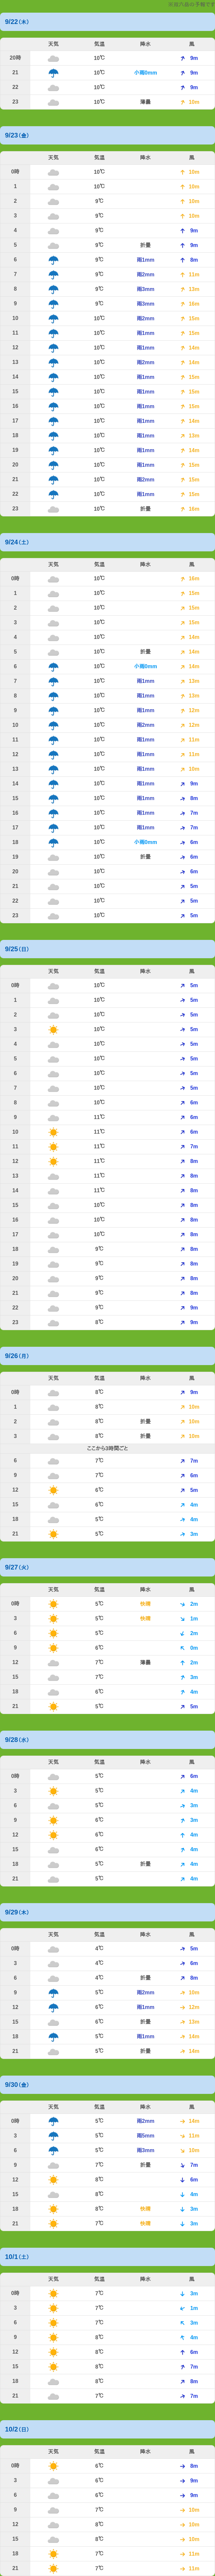 9/22(木)
天気 気温 降水 風
20時 10℃ 9m
21 10℃ 小雨0mm 9m
22 10℃ 9m
23 10℃ 薄曇 10m
9/23(金)
天気 気温 降水 風
0時 10℃ 10m
1 10℃ 10m
2 9℃ 10m
3 9℃ 10m
4 9℃ 9m
5 9℃ 折曇 9m
6 9℃ 雨1mm 8m
7 9℃ 雨2mm 11m
8 9℃ 雨3mm 13m
9 9℃ 雨3mm 16m
10 10℃ 雨2mm 15m
11 10℃ 雨1mm 15m
12 10℃ 雨1mm 14m
13 10℃ 雨2mm 14m
14 10℃ 雨1mm 15m
15 10℃ 雨1mm 15m
16 10℃ 雨1mm 15m
17 10℃ 雨1mm 14m
18 10℃ 雨1mm 13m
19 10℃ 雨1mm 14m
20 10℃ 雨1mm 15m
21 10℃ 雨2mm 15m
22 10℃ 雨1mm 15m
23 10℃ 折曇 16m
9/24(土)
天気 気温 降水 風
0時 10℃ 16m
1 10℃ 15m
2 10℃ 15m
3 10℃ 15m
4 10℃ 14m
5 10℃ 折曇 14m
6 10℃ 小雨0mm 14m
7 10℃ 雨1mm 13m
8 10℃ 雨1mm 13m
9 10℃ 雨1mm 12m
10 10℃ 雨2mm 12m
11 10℃ 雨1mm 11m
12 10℃ 雨1mm 11m
13 10℃ 雨1mm 10m
14 10℃ 雨1mm 9m
15 10℃ 雨1mm 8m
16 10℃ 雨1mm 7m
17 10℃ 雨1mm 7m
18 10℃ 小雨0mm 6m
19 10℃ 折曇 6m
20 10℃ 6m
21 10℃ 5m
22 10℃ 5m
23 10℃ 5m
9/25(日)
天気 気温 降水 風
0時 10℃ 5m
1 10℃ 5m
2 10℃ 5m
3 10℃ 5m
4 10℃ 5m
5 10℃ 5m
6 10℃ 5m
7 10℃ 5m
8 10℃ 6m
9 11℃ 6m
10 11℃ 6m
11 11℃ 7m
12 11℃ 8m
13 11℃ 8m
14 11℃ 8m
15 10℃ 8m
16 10℃ 8m
17 10℃ 8m
18 9℃ 8m
19 9℃ 8m
20 9℃ 8m
21 9℃ 8m
22 9℃ 9m
23 8℃ 9m
9/26(月)
天気 気温 降水 風
0時 8℃ 9m
1 8℃ 10m
2 8℃ 折曇 10m
3 8℃ 折曇 10m
ここから3時間ごと
6 7℃ 7m
9 7℃ 6m
12 6℃ 5m
15 6℃ 4m
18 5℃ 4m
21 5℃ 3m
9/27(火)
天気 気温 降水 風
0時 5℃ 快晴 2m
3 5℃ 快晴 1m
6 5℃ 2m
9 6℃ 0m
12 7℃ 薄曇 2m
15 7℃ 3m
18 6℃ 4m
21 5℃ 5m
9/28(水)
天気 気温 降水 風
0時 5℃ 6m
3 5℃ 4m
6 5℃ 3m
9 6℃ 3m
12 6℃ 4m
15 6℃ 4m
18 5℃ 折曇 4m
21 5℃ 4m
9/29(木)
天気 気温 降水 風
0時 4℃ 5m
3 4℃ 6m
6 4℃ 折曇 8m
9 5℃ 雨2mm 10m
12 6℃ 雨1mm 12m
15 6℃ 折曇 13m
18 5℃ 雨1mm 14m
21 5℃ 折曇 14m
9/30(金)
天気 気温 降水 風
0時 5℃ 雨2mm 14m
3 5℃ 雨5mm 11m
6 5℃ 雨3mm 10m
9 7℃ 折曇 7m
12 8℃ 6m
15 8℃ 4m
18 8℃ 快晴 3m
21 7℃ 快晴 3m
10/1(土)
天気 気温 降水 風
0時 7℃ 3m
3 7℃ 1m
6 7℃ 3m
9 8℃ 4m
12 8℃ 6m
15 8℃ 7m
18 8℃ 8m
21 7℃ 7m
10/2(日)
天気 気温 降水 風
0時 6℃ 8m
3 6℃ 9m
6 6℃ 9m
9 7℃ 10m
12 8℃ 10m
15 8℃ 10m
18 7℃ 11m
21 7℃ 11m